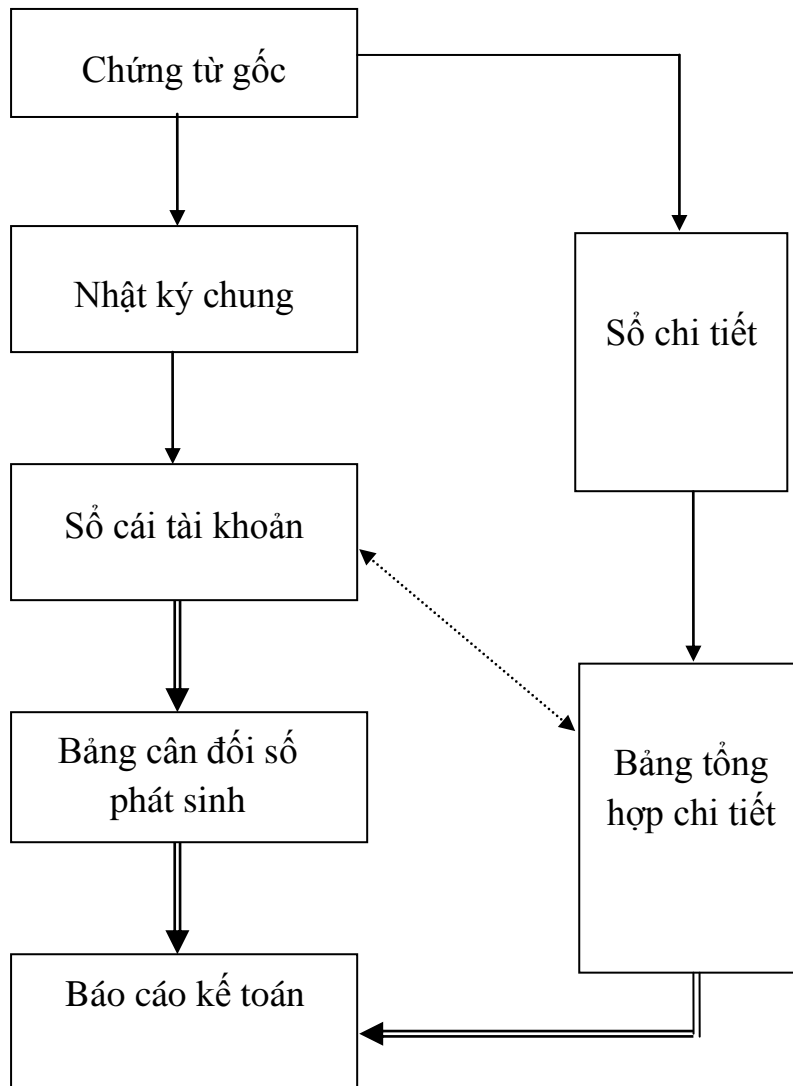 Chứng từ gốc
Nhật ký chung
Sổ chi tiết
Sổ cái tài khoản
Bảng cân đối số
phát sinh
Bảng tổng
hợp chi tiết
Báo cáo kế toán